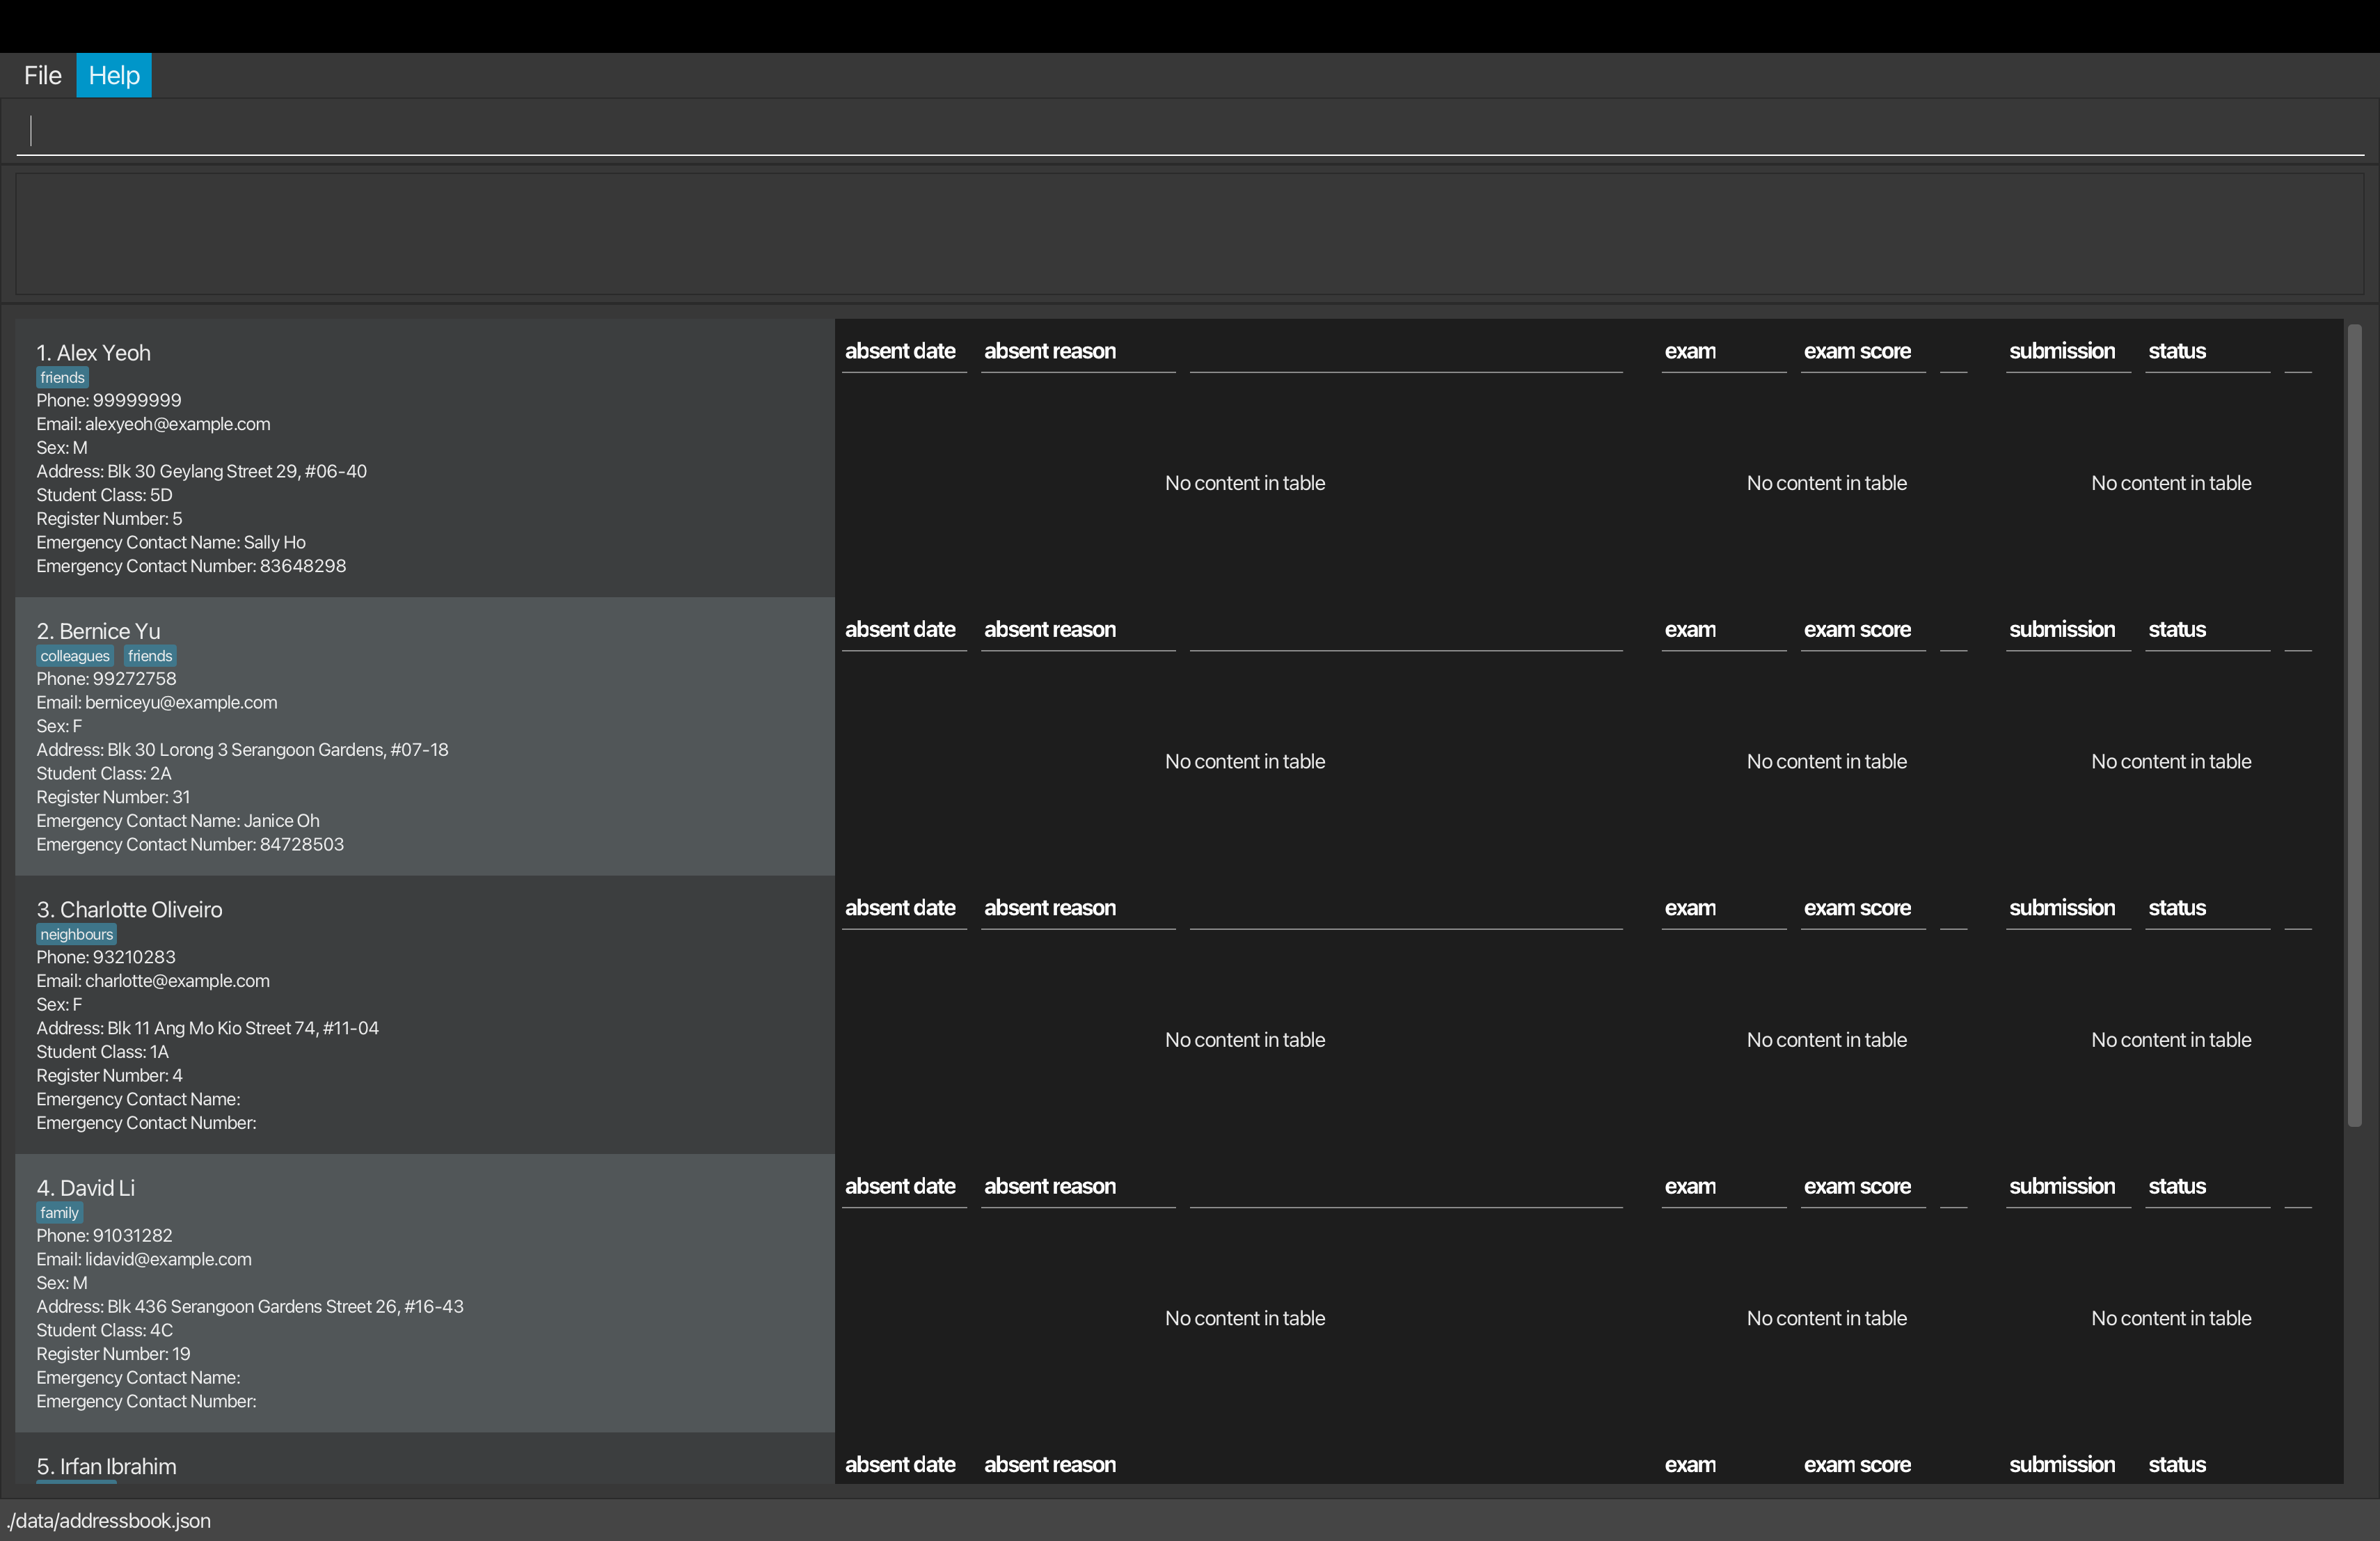 File Help
1. Alex Yeoh
friends
Phone: 99999999
Email: alexyeoh@example.com
Sex: M
Address: Blk 30 Geylang Street 29, #06-40
Student Class: 5D
Register Number: 5
Emergency Contact Name: Sally Ho
Emergency Contact Number: 83648298
absent date absent reason exam exam score submission status
No content in table No content in table No content in table
2. Bernice Yu
colleagues friends
Phone: 99272758
Email: berniceyu@example.com
Sex: F
Address: Blk 30 Lorong 3 Serangoon Gardens, #07-18
Student Class: 2A
Register Number: 31
Emergency Contact Name: Janice Oh
Emergency Contact Number: 84728503
absent date absent reason exam exam score submission status
No content in table No content in table No content in table
3. Charlotte Oliveiro
neighbours
Phone: 93210283
Email: charlotte@example.com
Sex: F
Address: Blk 11 Ang Mo Kio Street 74, #11-04
Student Class: 1A
Register Number: 4
Emergency Contact Name:
Emergency Contact Number:
absent date absent reason exam exam score submission status
No content in table No content in table No content in table
4. David Li
family
Phone: 91031282
Email: lidavid@example.com
Sex: M
Address: Blk 436 Serangoon Gardens Street 26, #16-43
Student Class: 4C
Register Number: 19
Emergency Contact Name:
Emergency Contact Number:
absent date absent reason exam exam score submission status
No content in table No content in table No content in table
5. Irfan Ibrahim
absent date absent reason exam exam score submission status
./data/addressbook.json